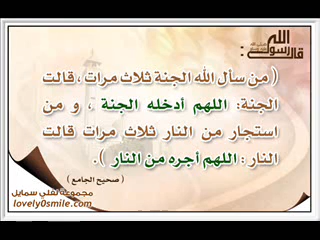 قال رسول الله صلى الله عليه وسلم :
( من سأل الله الجنة ثلاث مرات ، قالت
الجنة: اللهم أدخله الجنة ، و من
استجار من النار ثلاث مرات قالت
النار : اللهم أجره من النار ).
( صحيح الجامع )
مجموعة لفلي سمايل
lovely0smile.com